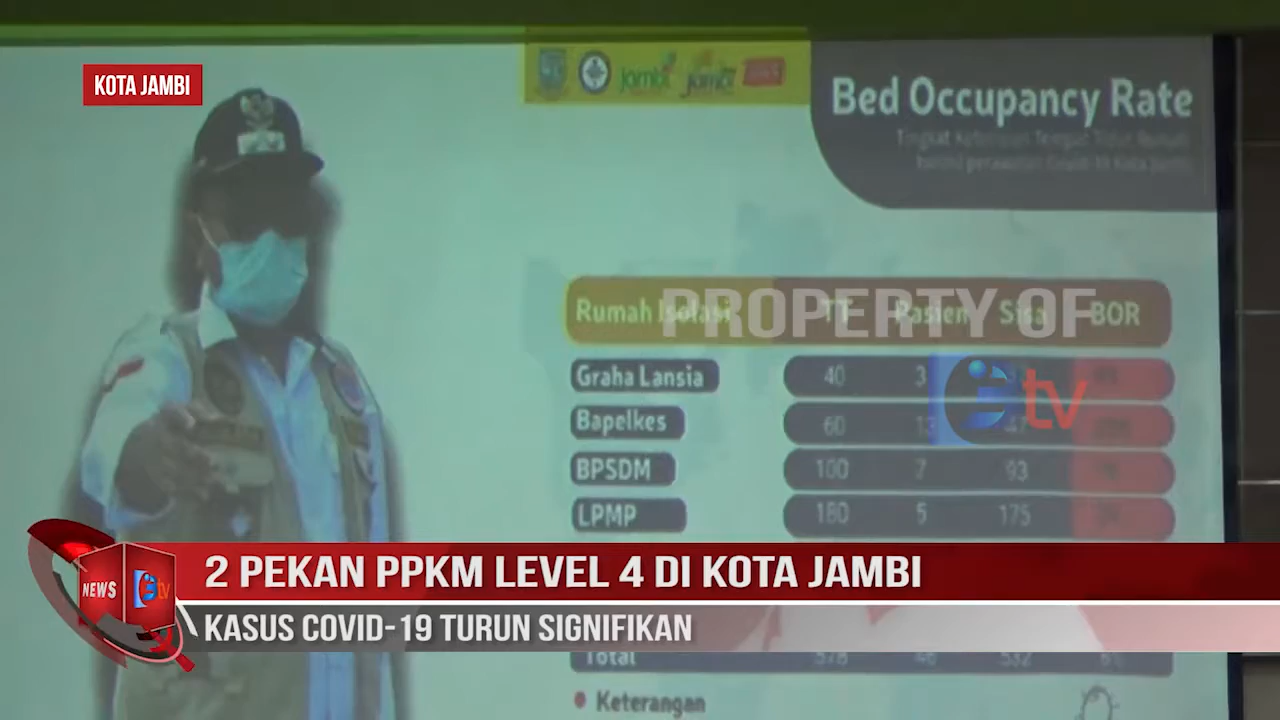 KOTA JAMBI
Bed Occupancy Rate
PROPERTY OF
Rumah Isolasi TT Pasien Sisa BOR
Graha Lansia 40
Bapelkes 60
BPSDM 100 7 93
LPMP 180 5 175
tv
NEWS
tv
2 PEKAN PPKM LEVEL 4 DI KOTA JAMBI
KASUS COVID-19 TURUN SIGNIFIKAN
Total 578 46 532
Keterangan